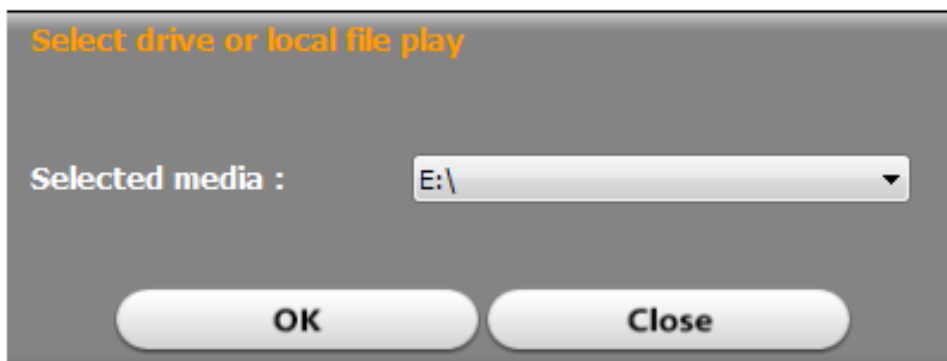 Select drive or local file play
Selected media :
E:\
OK
Close